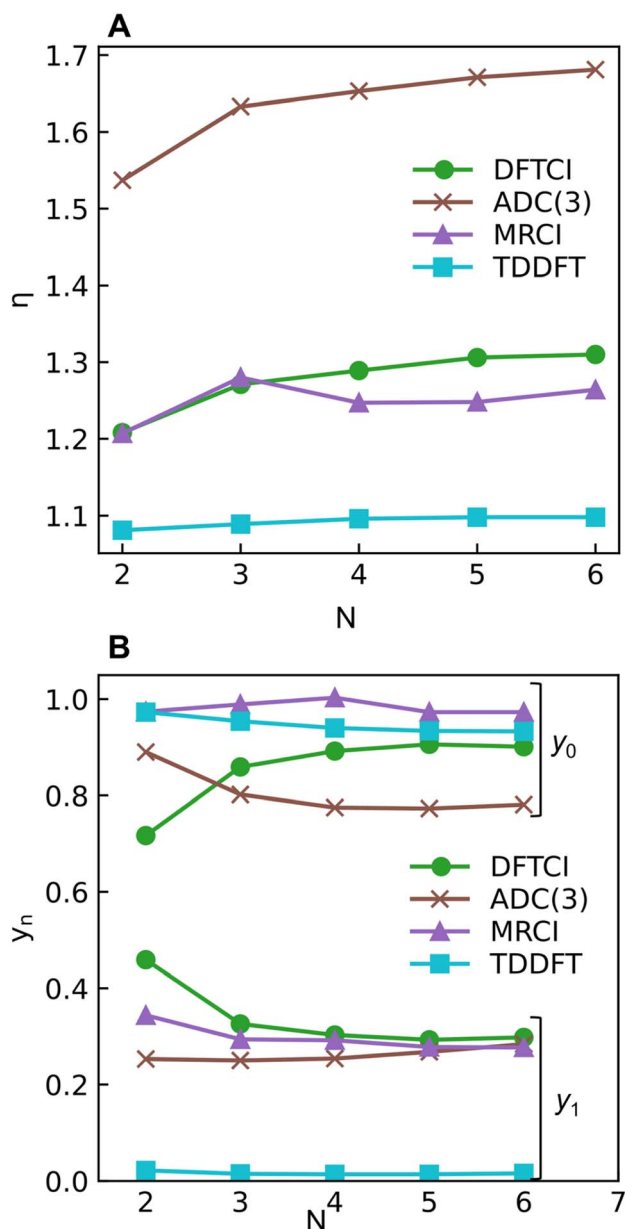 A
1.7
1.6
1.5
1.4
1.3
1.2
1.1
η
DFTCI
ADC(3)
MRCI
TDDFT
2 3 4 5 6
N
B
1.0
0.8
0.6
0.4
0.2
0.0
yn
y0
DFTCI
ADC(3)
MRCI
TDDFT
y1
2 3 4 5 6 7
N